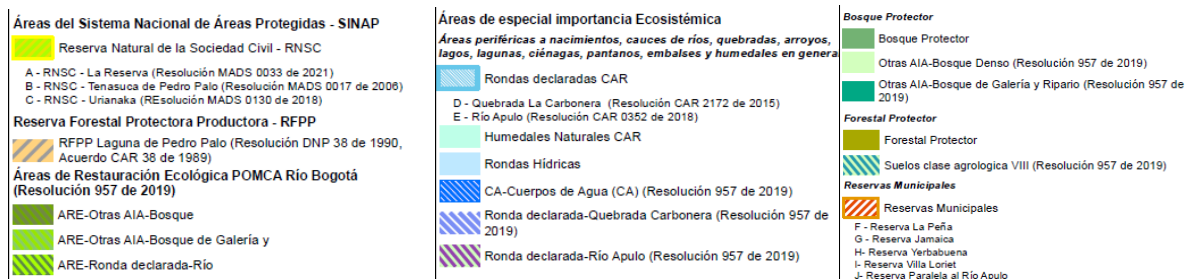 Áreas del Sistema Nacional de Áreas Protegidas - SINAP
Reserva Natural de la Sociedad Civil - RNSC
A - RNSC - La Reserva (Resolución MADS 0033 de 2021)
B - RNSC - Tenasuca de Pedro Palo (Resolución MADS 0017 de 2006)
C - RNSC - Urianaka (REsolución MADS 0130 de 2018)
Reserva Forestal Protectora Productora - RFPP
RFPP Laguna de Pedro Palo (Resolución DNP 38 de 1990,
Acuerdo CAR 38 de 1989)
Áreas de Restauración Ecológica POMCA Río Bogotá
(Resolución 957 de 2019)
ARE-Otras AIA-Bosque
ARE-Otras AIA-Bosque de Galería y
ARE-Ronda declarada-Río
Áreas de especial importancia Ecosistémica
Áreas periféricas a nacimientos, cauces de ríos, quebradas, arroyos,
lagos, lagunas, ciénagas, pantanos, embalses y humedales en genera
Rondas declaradas CAR
D - Quebrada La Carbonera (Resolución CAR 2172 de 2015)
E - Río Apulo (Resolución CAR 0352 de 2018)
Humedales Naturales CAR
Rondas Hídricas
CA-Cuerpos de Agua (CA) (Resolución 957 de 2019)
Ronda declarada-Quebrada Carbonera (Resolución 957 de
2019)
Ronda declarada-Río Apulo (Resolución 957 de 2019)
Bosque Protector
Bosque Protector
Otras AIA-Bosque Denso (Resolución 957 de 2019)
Otras AIA-Bosque de Galería y Ripario (Resolución 957 de
2019)
Forestal Protector
Forestal Protector
Suelos clase agrologica VIII (Resolución 957 de 2019)
Reservas Municipales
Reservas Municipales
F - Reserva La Peña
G - Reserva Jamaica
H- Reserva Yerbabuena
I- Reserva Villa Loriet
J- Reserva Paralela al Río Apulo